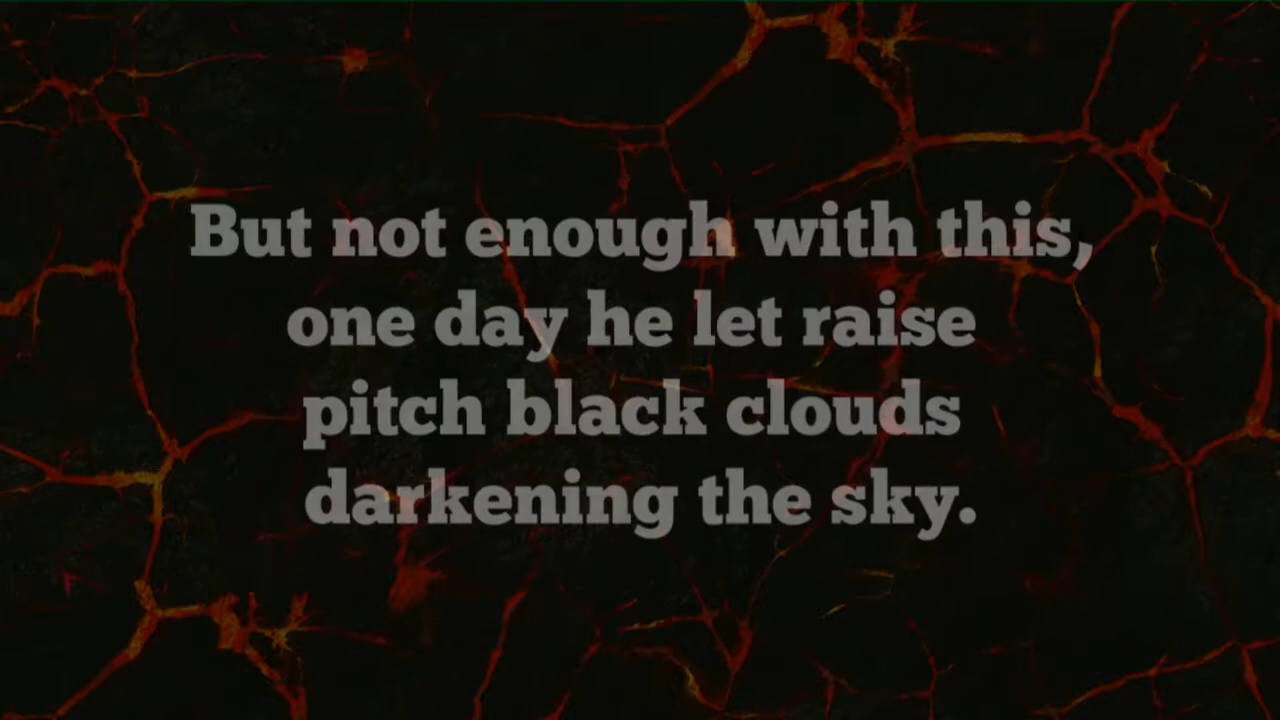 But not enough with this,
one day he let raise
pitch black clouds
darkening the sky.